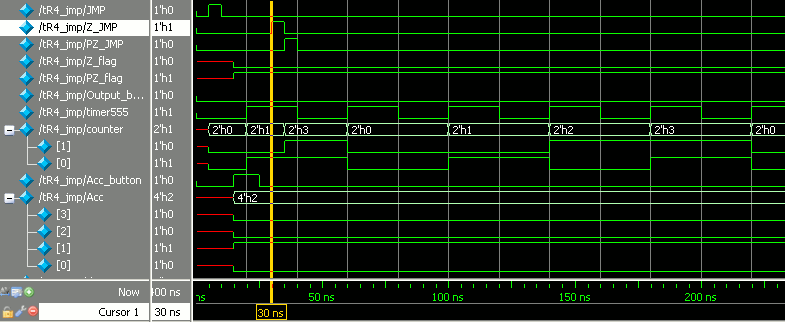 /tR4_jmp/JMP 1'h0
/tR4_jmp/Z_JMP 1'h1
/tR4_jmp/PZ_JMP 1'h0
/tR4_jmp/Z_flag 1'h0
/tR4_jmp/PZ_flag 1'h1
/tR4_jmp/Output_b... 1'h0
/tR4_jmp/timer555 1'h1
/tR4_jmp/counter 2'h1 2'h0 2'h1 2'h3 2'h0 2'h1 2'h2 2'h3 2'h0
[1] 1'h0
[0] 1'h1
/tR4_jmp/Acc_button 1'h0
/tR4_jmp/Acc 4'h2 4'h2
[3] 1'h0
[2] 1'h0
[1] 1'h1
[0] 1'h0
Now 400 ns ns 50 ns 100 ns 150 ns 200 ns
Cursor 1 30 ns 30 ns